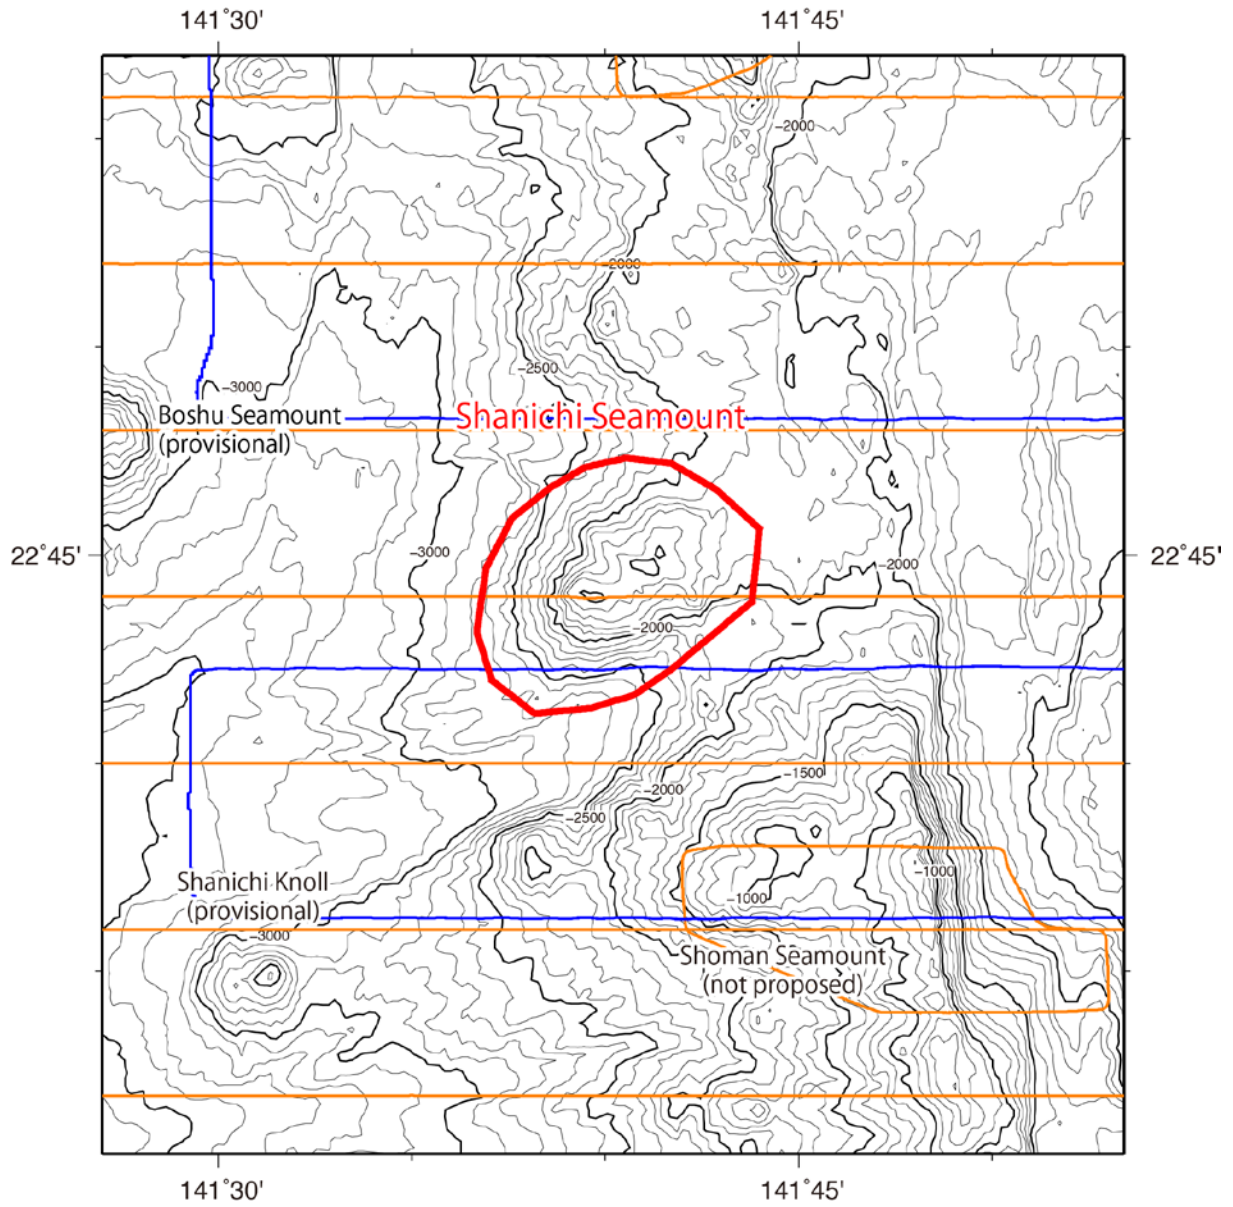 141°30'
141°45'
−2000
−2000
−2500
−3000
Boshu Seamount
(provisional)
Shanichi Seamount
22°45'
−3000
−2000
22°45'
−2000
−1500
−2000
−2500
−1000
Shanichi Knoll
(provisional)
−1000
−3000
Shoman Seamount
(not proposed)
141°30'
141°45'